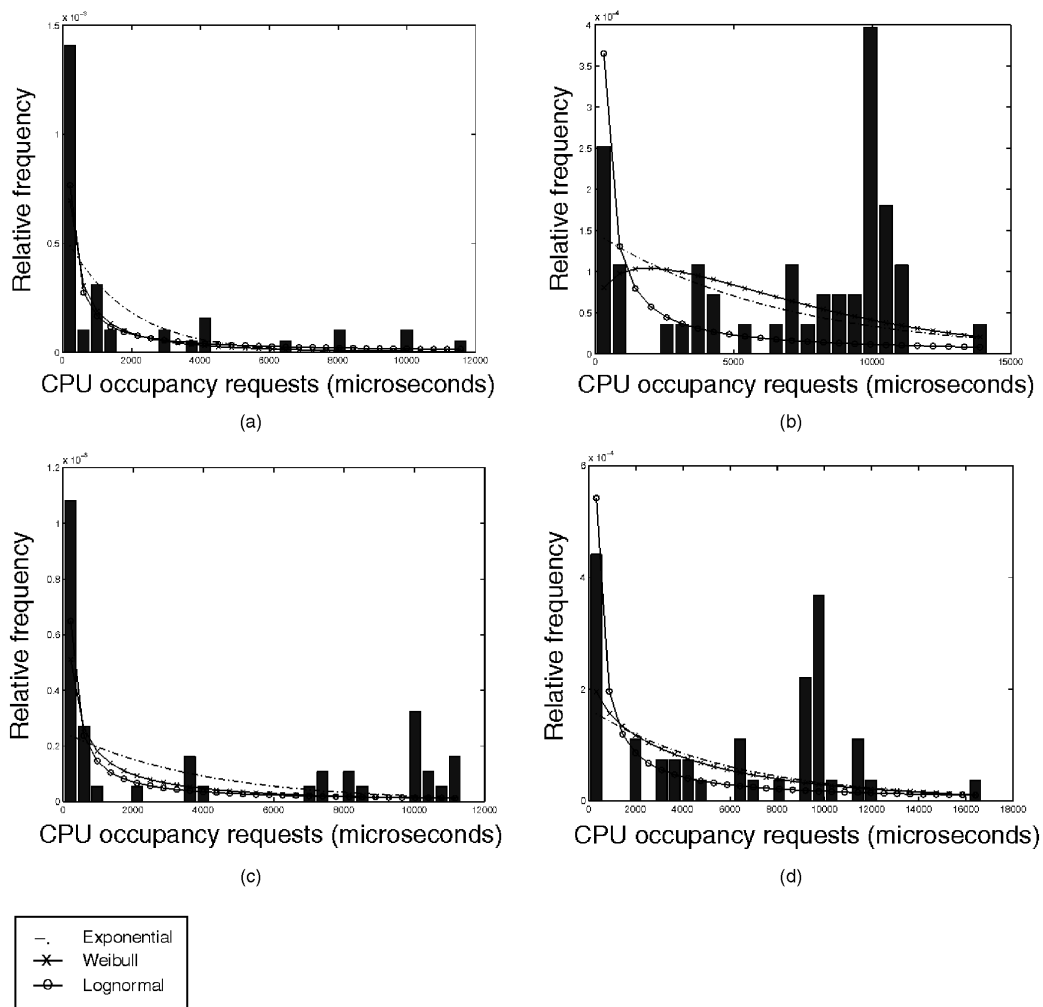 x 10⁻³
1.5
1
0.5
0
0 2000 4000 6000 8000 10000 12000
Relative frequency
CPU occupancy requests (microseconds)
(a)
x 10⁻⁴
4
3.5
3
2.5
2
1.5
1
0.5
0
0 5000 10000 15000
Relative frequency
CPU occupancy requests (microseconds)
(b)
1.2
1
0.8
0.6
0.4
0.2
0
0 2000 4000 6000 8000 10000 12000
Relative frequency
CPU occupancy requests (microseconds)
(c)
x 10⁻⁴
6
4
2
0
0 2000 4000 6000 8000 10000 12000 14000 16000 18000
Relative frequency
CPU occupancy requests (microseconds)
(d)
Exponential
Weibull
Lognormal